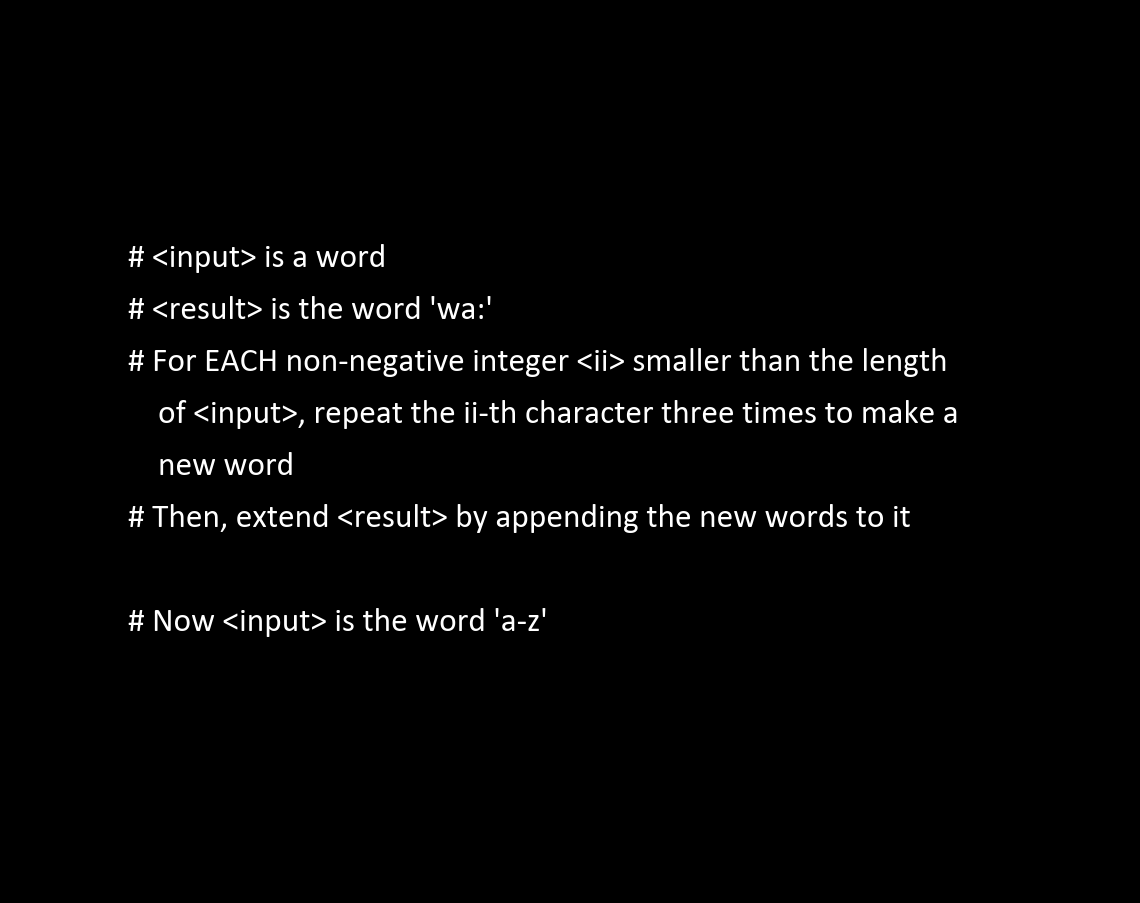 # <input> is a word
# <result> is the word 'wa:'
# For EACH non-negative integer <ii> smaller than the length
of <input>, repeat the ii-th character three times to make a
new word
# Then, extend <result> by appending the new words to it
# Now <input> is the word 'a-z'